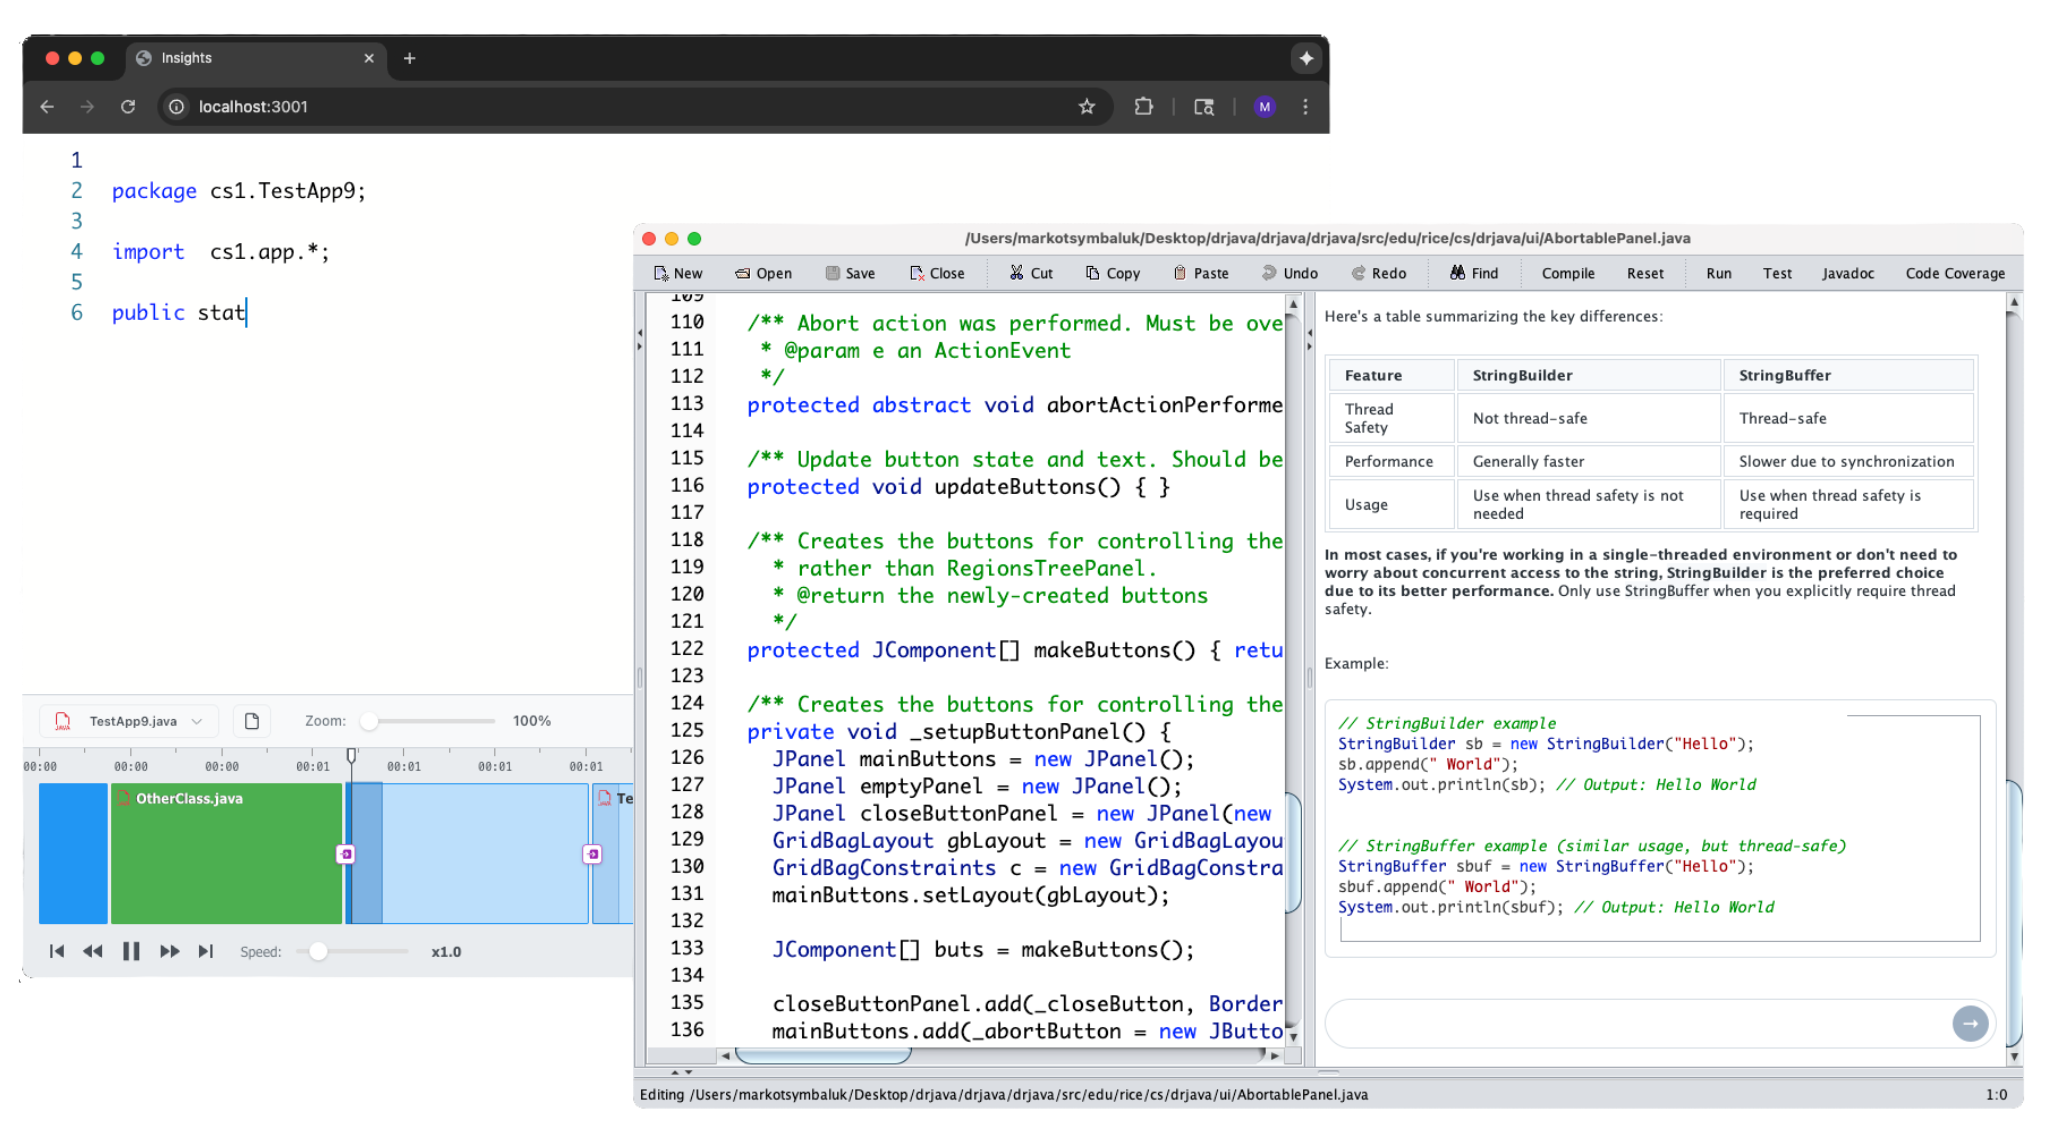 Insights
localhost:3001
M
1
2 package cs1.TestApp9;
3
4 import  cs1.app.*;
5
6 public stat
TestApp9.java
Zoom:
100%
00:00 00:00 00:00 00:01 00:01 00:01 00:01
OtherClass.java
Te
Speed:
x1.0
/Users/markotsymbaluk/Desktop/drjava/drjava/drjava/src/edu/rice/cs/drjava/ui/AbortablePanel.java
New Open Save Close Cut Copy Paste Undo Redo Find Compile Reset Run Test Javadoc Code Coverage
109
110 /** Abort action was performed. Must be ove
111 * @param e an ActionEvent
112 */
113 protected abstract void abortActionPerforme
114
115 /** Update button state and text. Should be
116 protected void updateButtons() { }
117
118 /** Creates the buttons for controlling the
119 * rather than RegionsTreePanel.
120 * @return the newly-created buttons
121 */
122 protected JComponent[] makeButtons() { retu
123
124 /** Creates the buttons for controlling the
125 private void _setupButtonPanel() {
126 JPanel mainButtons = new JPanel();
127 JPanel emptyPanel = new JPanel();
128 JPanel closeButtonPanel = new JPanel(new
129 GridBagLayout gbLayout = new GridBagLayou
130 GridBagConstraints c = new GridBagConstra
131 mainButtons.setLayout(gbLayout);
132
133 JComponent[] buts = makeButtons();
134
135 closeButtonPanel.add(_closeButton, Border
136 mainButtons.add(_abortButton = new JButto
Here's a table summarizing the key differences:
Feature StringBuilder StringBuffer
Thread Safety Not thread-safe Thread-safe
Performance Generally faster Slower due to synchronization
Usage Use when thread safety is not needed Use when thread safety is required
In most cases, if you're working in a single-threaded environment or don't need to
worry about concurrent access to the string, StringBuilder is the preferred choice
due to its better performance. Only use StringBuffer when you explicitly require thread
safety.
Example:
// StringBuilder example
StringBuilder sb = new StringBuilder("Hello");
sb.append(" World");
System.out.println(sb); // Output: Hello World
// StringBuffer example (similar usage, but thread-safe)
StringBuffer sbuf = new StringBuffer("Hello");
sbuf.append(" World");
System.out.println(sbuf); // Output: Hello World
Editing /Users/markotsymbaluk/Desktop/drjava/drjava/drjava/src/edu/rice/cs/drjava/ui/AbortablePanel.java
1:0